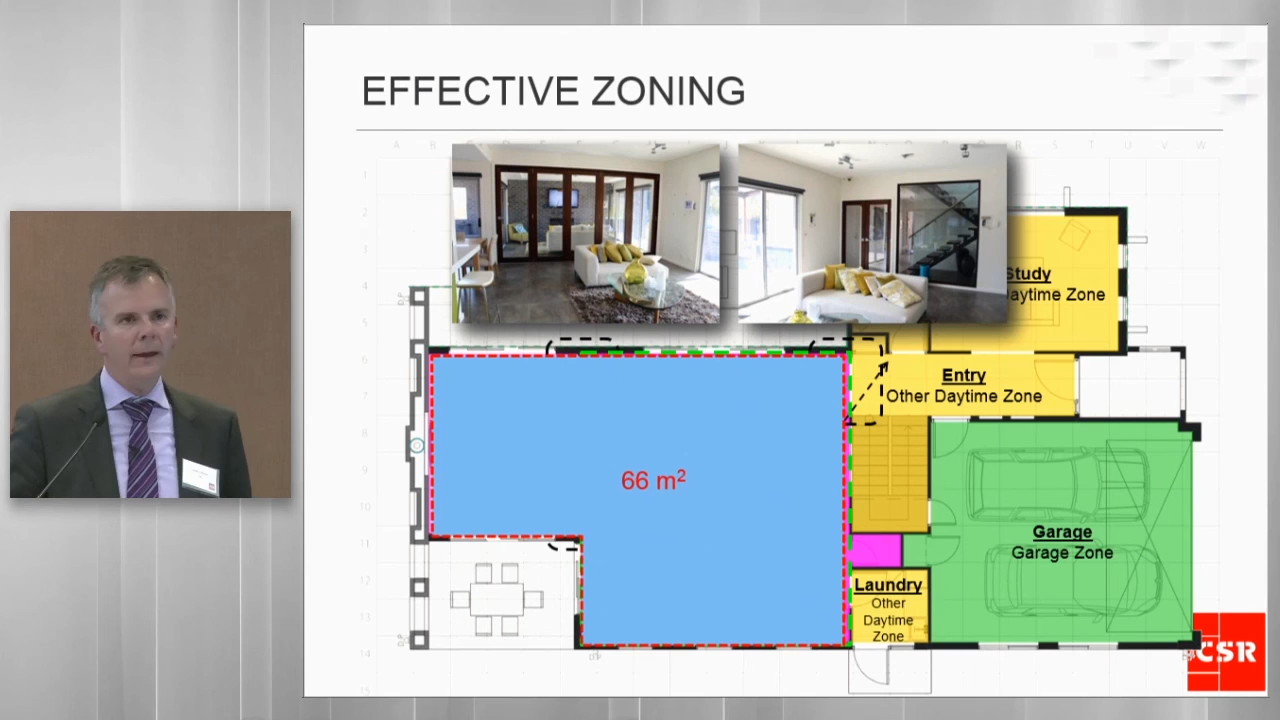 EFFECTIVE ZONING
Study
Daytime Zone
Entry
Other Daytime Zone
66 m²
Garage
Garage Zone
Laundry
Other
Daytime
Zone
CSR